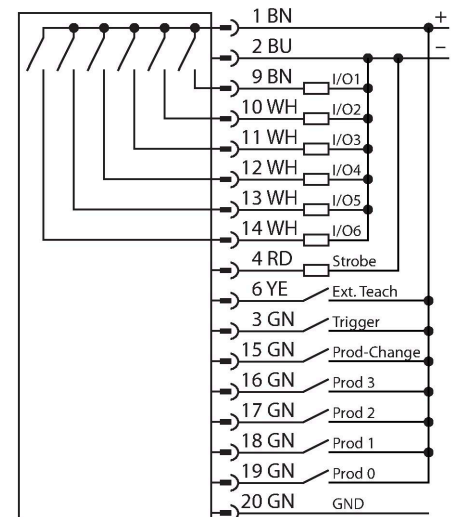 1 BN +
2 BU −
9 BN I/O1
10 WH I/O2
11 WH I/O3
12 WH I/O4
13 WH I/O5
14 WH I/O6
4 RD Strobe
6 YE Ext. Teach
3 GN Trigger
15 GN Prod-Change
16 GN Prod 3
17 GN Prod 2
18 GN Prod 1
19 GN Prod 0
20 GN GND